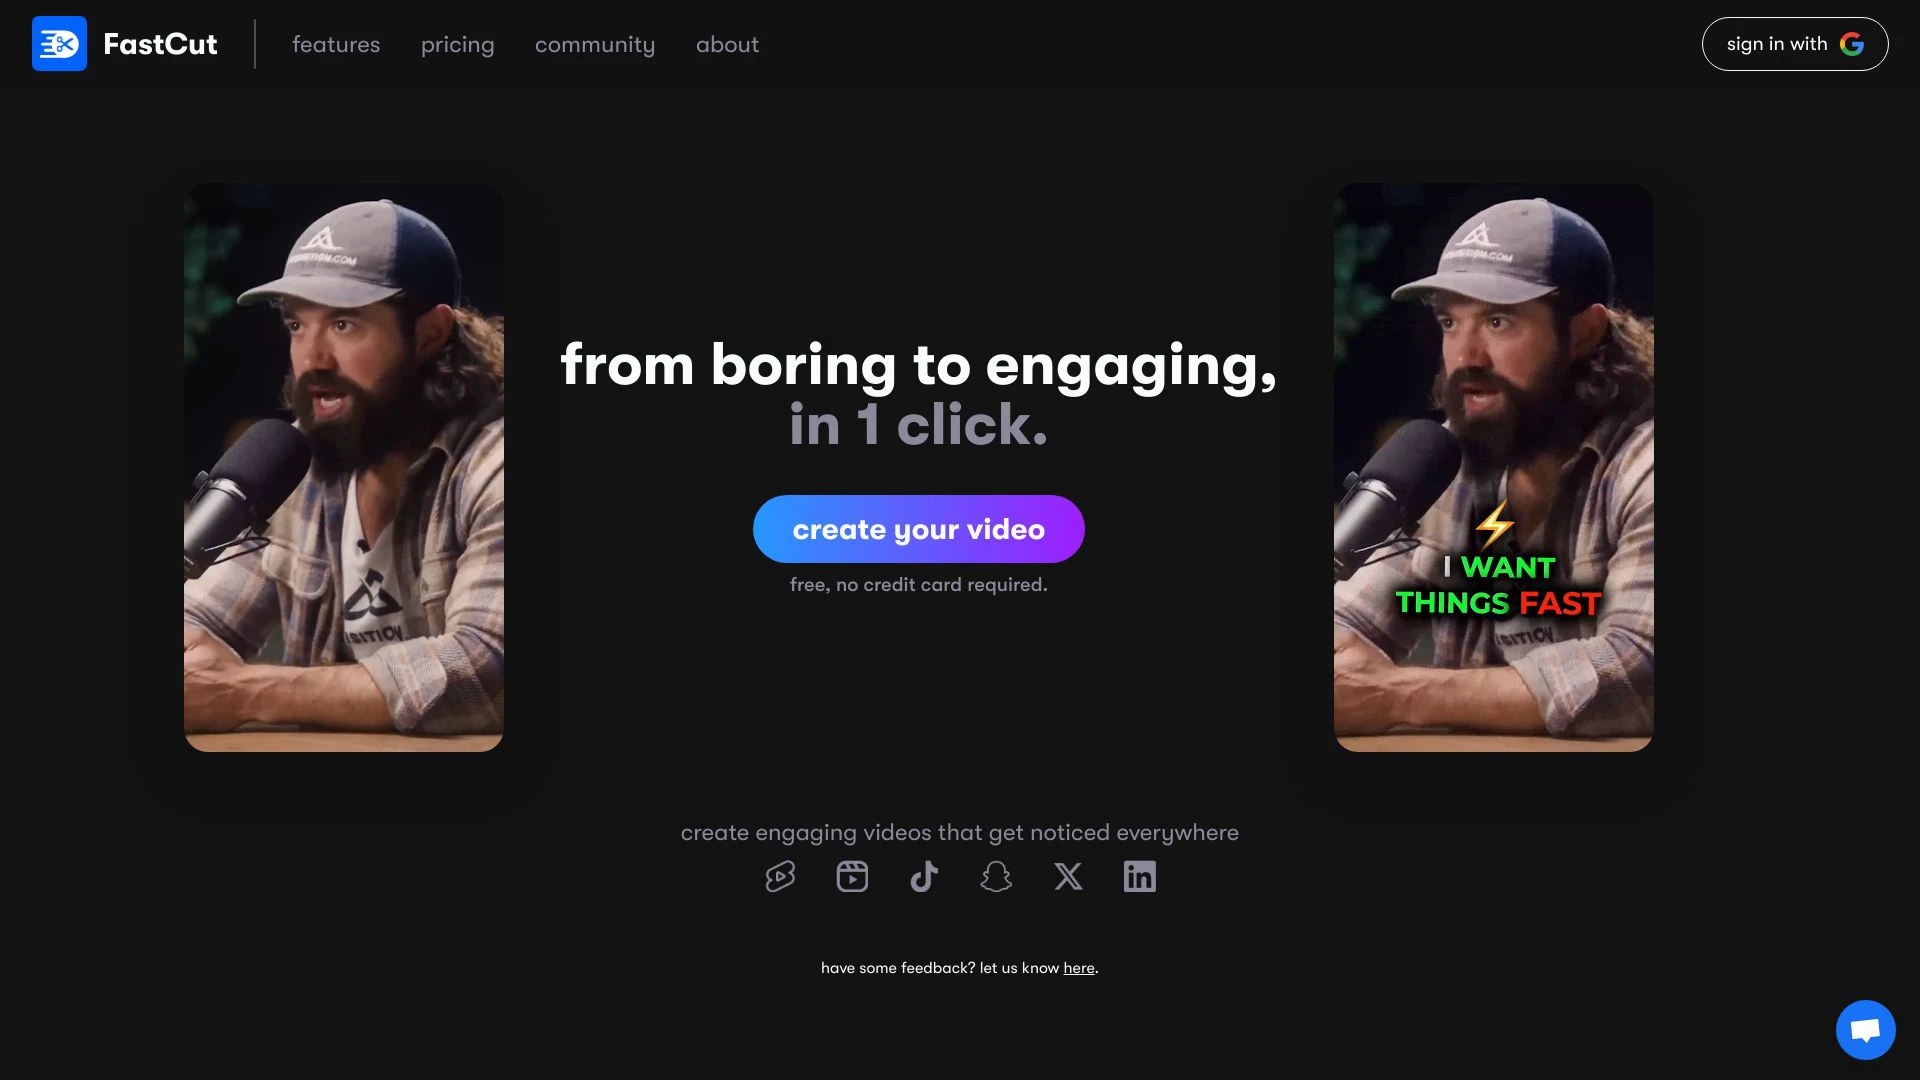 FastCut
features
pricing
community
about
sign in with
from boring to engaging,
in 1 click.
create your video
free, no credit card required.
SITION
I WANT
THINGS FAST
SITION
create engaging videos that get noticed everywhere
have some feedback? let us know here.